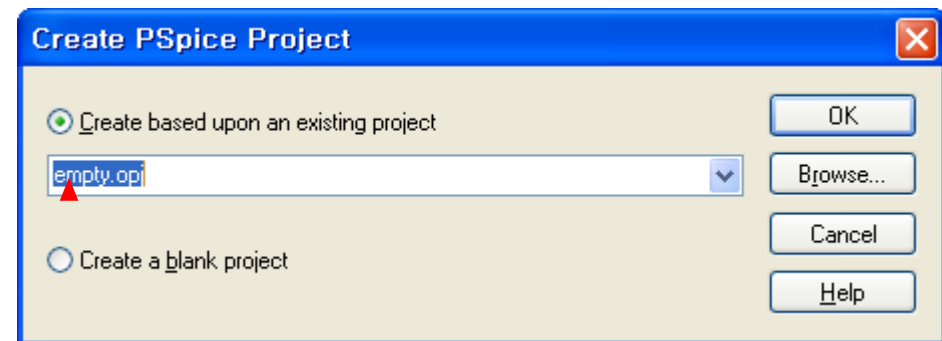 Create PSpice Project
Create based upon an existing project
OK
empty.opj
Browse...
Cancel
Create a blank project
Help